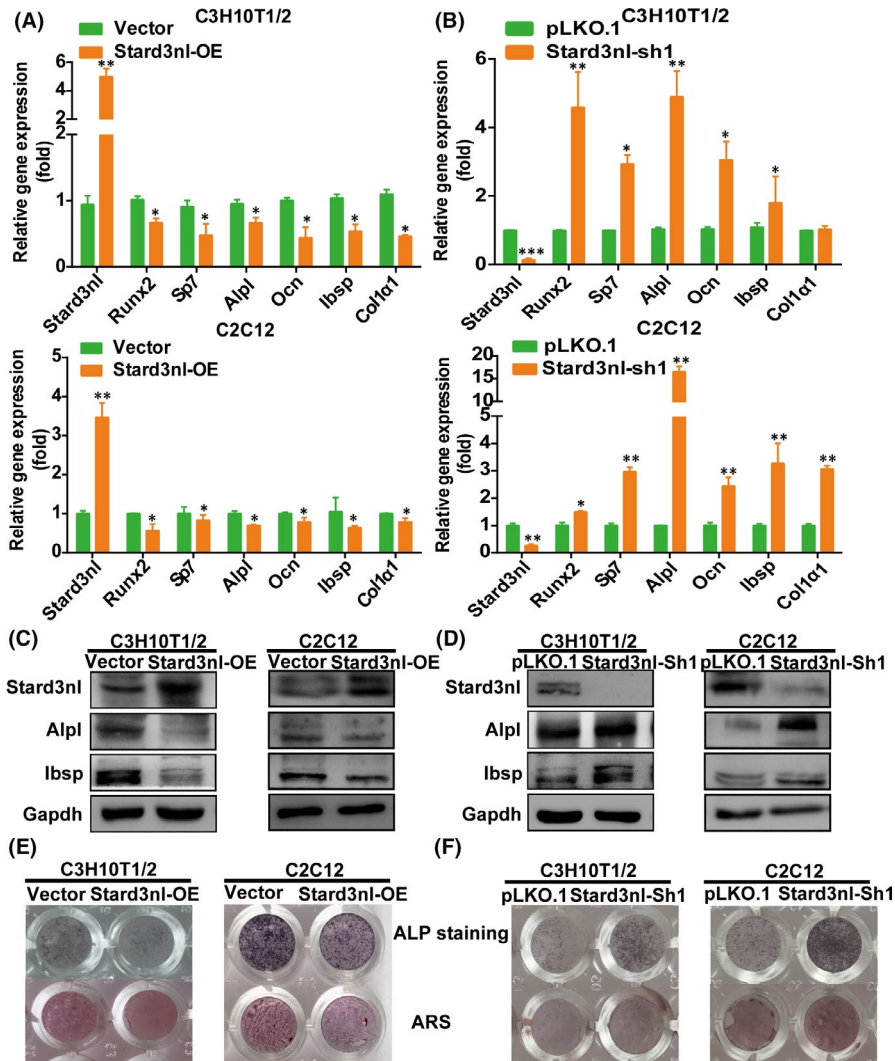 (A)
C3H10T1/2
Vector
Stard3nl-OE
Relative gene expression
(fold)
6
4
2
2
1
0
** * * * * * *
Stard3nl Runx2 Sp7 Alpl Ocn Ibsp Col1α1
C2C12
Vector
Stard3nl-OE
Relative gene expression
(fold)
5
4
3
2
1
0
** * * * * * *
Stard3nl Runx2 Sp7 Alpl Ocn Ibsp Col1α1
(B)
C3H10T1/2
pLKO.1
Stard3nl-sh1
Relative gene expression
(fold)
6
4
2
0
*** ** * ** * *
Stard3nl Runx2 Sp7 Alpl Ocn Ibsp Col1α1
C2C12
pLKO.1
Stard3nl-sh1
Relative gene expression
(fold)
20
15
10
5
4
3
2
1
0
** * ** ** ** ** **
Stard3nl Runx2 Sp7 Alpl Ocn Ibsp Col1α1
(C)
C3H10T1/2 C2C12
Vector Stard3nl-OE Vector Stard3nl-OE
Stard3nl
Alpl
Ibsp
Gapdh
(D)
C3H10T1/2 C2C12
pLKO.1 Stard3nl-Sh1 pLKO.1 Stard3nl-Sh1
Stard3nl
Alpl
Ibsp
Gapdh
(E)
C3H10T1/2 C2C12
Vector Stard3nl-OE Vector Stard3nl-OE
ALP staining
ARS
(F)
C3H10T1/2 C2C12
pLKO.1 Stard3nl-Sh1 pLKO.1 Stard3nl-Sh1